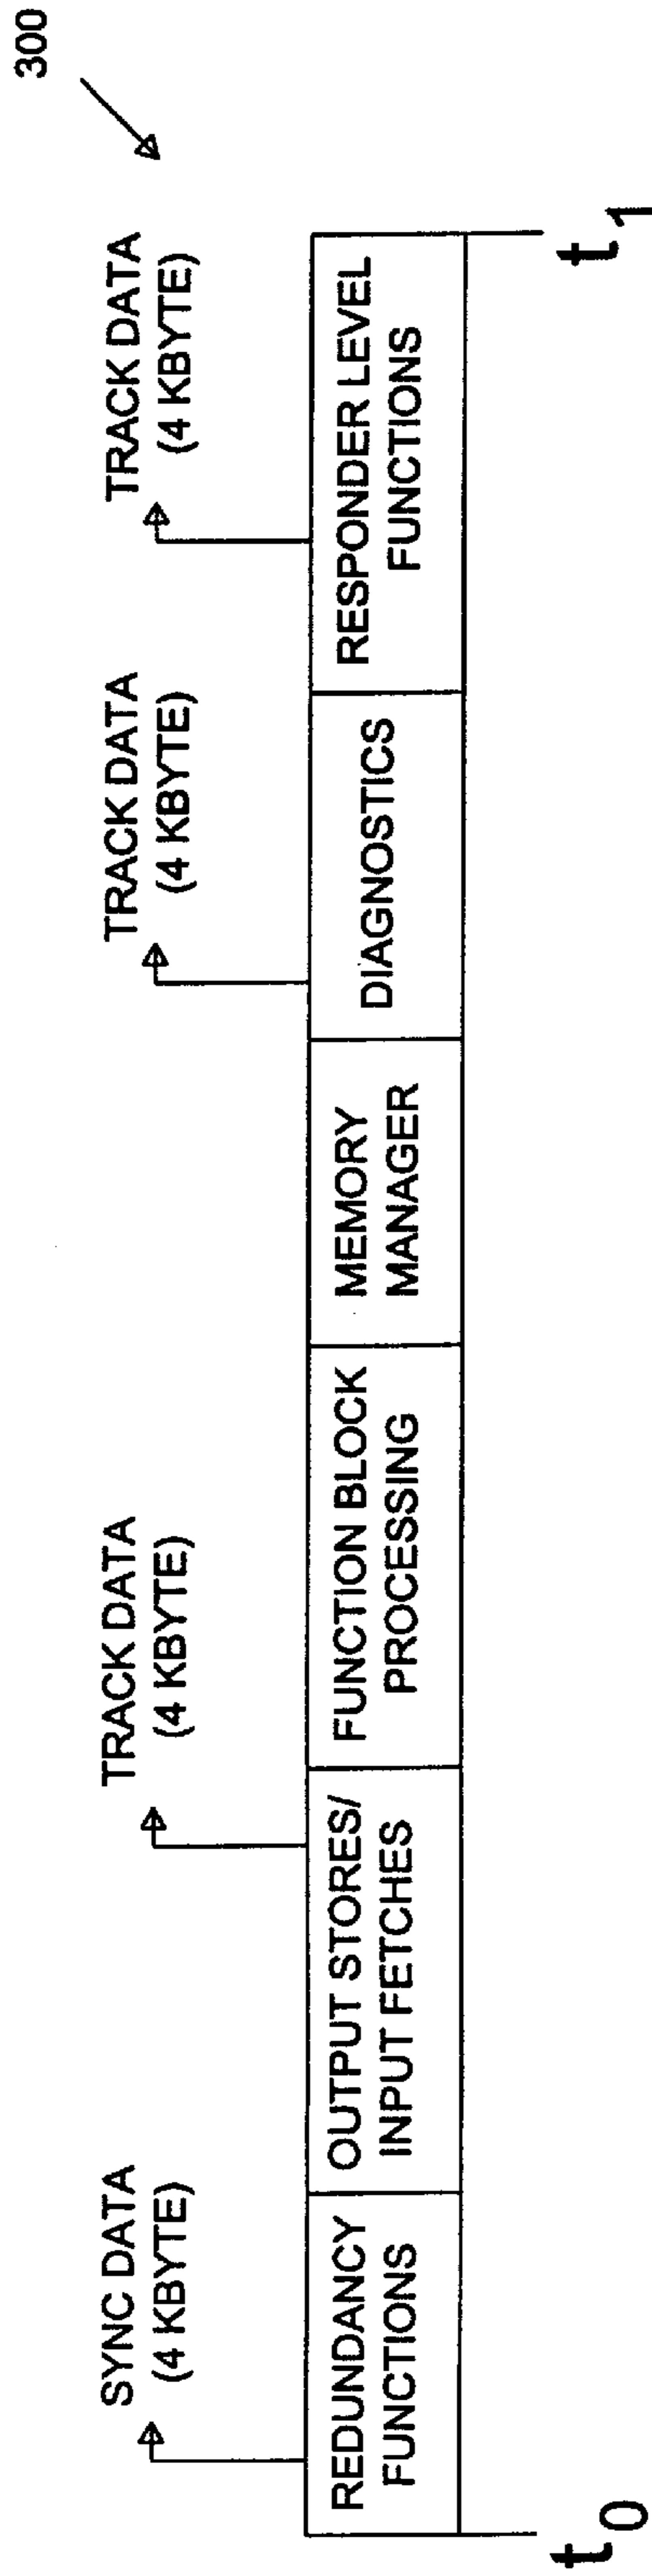 300
SYNC DATA
(4 KBYTE)
TRACK DATA
(4 KBYTE)
TRACK DATA
(4 KBYTE)
TRACK DATA
(4 KBYTE)
REDUNDANCY
FUNCTIONS
OUTPUT STORES/
INPUT FETCHES
FUNCTION BLOCK
PROCESSING
MEMORY
MANAGER
DIAGNOSTICS
RESPONDER LEVEL
FUNCTIONS
t0
t1